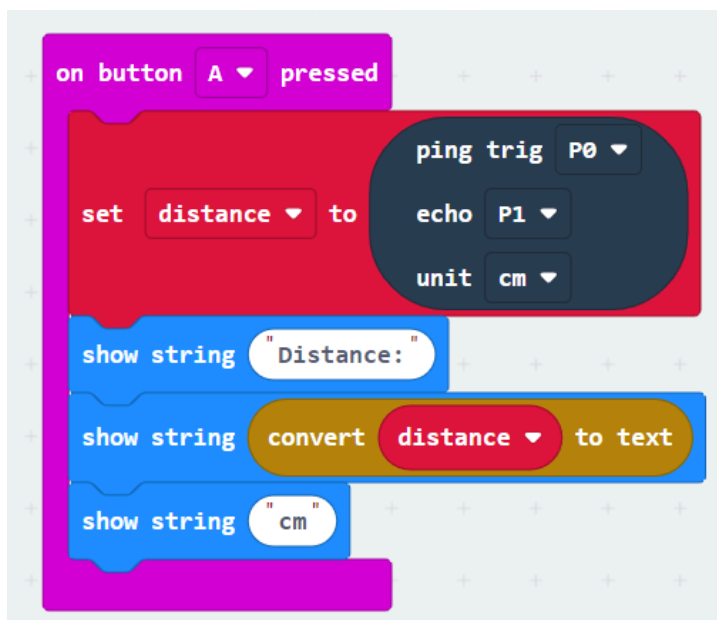 on button A pressed
ping trig P0
set distance to echo P1
unit cm
show string "Distance:"
show string convert distance to text
show string "cm"